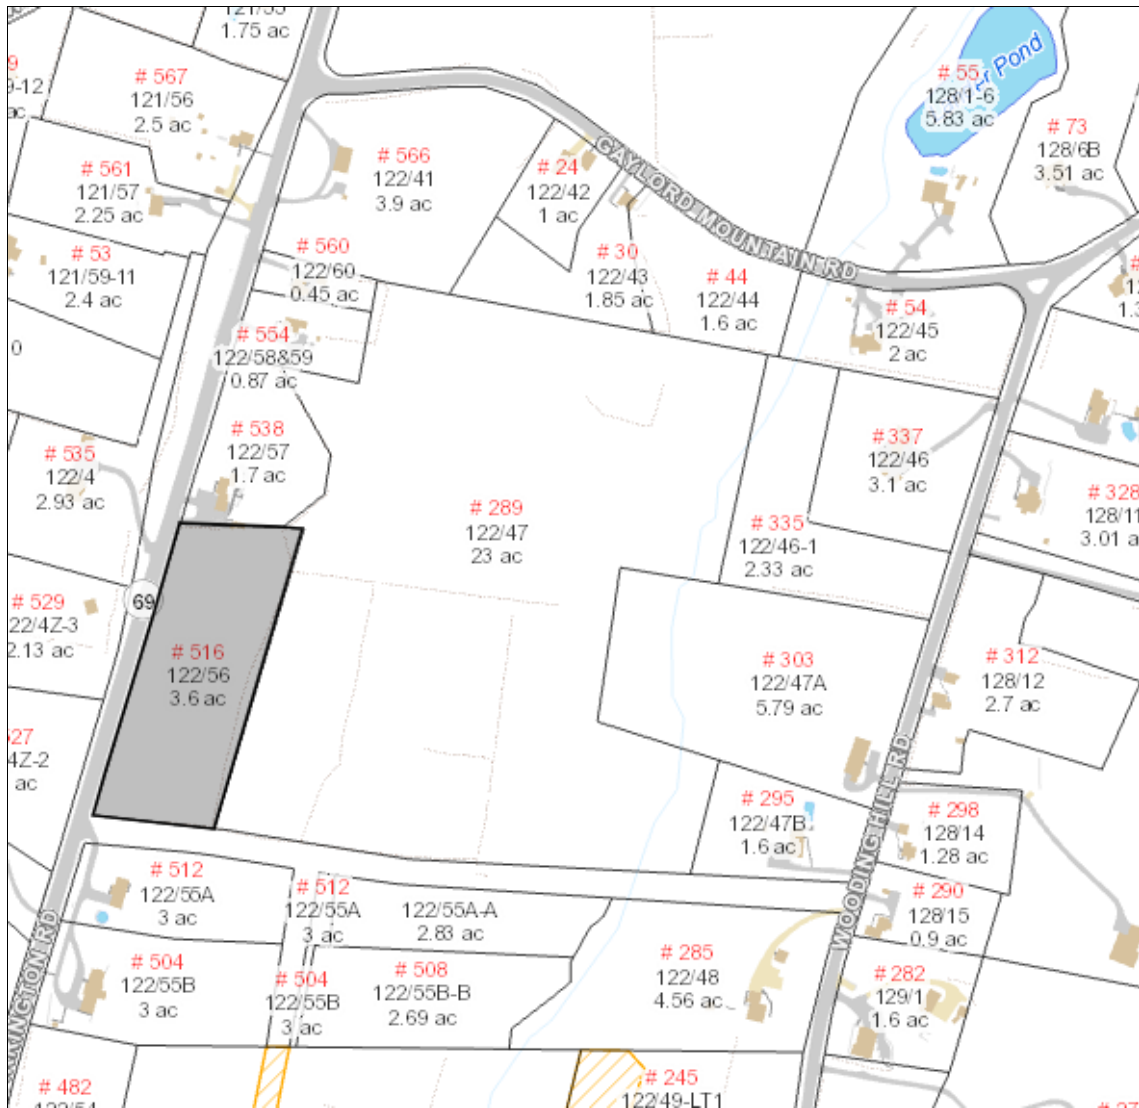 121/55
1.75 ac
# 567
121/56
2.5 ac
9-12
ac
# 561
121/57
2.25 ac
# 566
122/41
3.9 ac
# 24
122/42
1 ac
GAYLORD MOUNTAIN RD
# 55
128/1-6
5.83 ac
Pond
# 73
128/6B
3.51 ac
# 53
121/59-11
2.4 ac
# 560
122/60
0.45 ac
# 30
122/43
1.85 ac
# 44
122/44
1.6 ac
# 54
122/45
2 ac
# 554
122/58&59
0.87 ac
0
# 538
122/57
1.7 ac
# 535
122/4
2.93 ac
# 289
122/47
23 ac
# 337
122/46
3.1 ac
# 335
122/46-1
2.33 ac
# 328
128/11
3.01 a
69
# 529
22/4Z-3
2.13 ac
# 516
122/56
3.6 ac
# 303
122/47A
5.79 ac
# 312
128/12
2.7 ac
527
4Z-2
ac
WOODING HILL RD
# 295
122/47B
1.6 ac
# 298
128/14
1.28 ac
# 512
122/55A
3 ac
# 512
122/55A
3 ac
122/55A-A
2.83 ac
# 290
128/15
0.9 ac
RINGTON RD
# 504
122/55B
3 ac
# 504
122/55B
3 ac
# 508
122/55B-B
2.69 ac
# 285
122/48
4.56 ac
# 282
129/1
1.6 ac
# 482
122/54
# 245
122/49-LT1
# 27